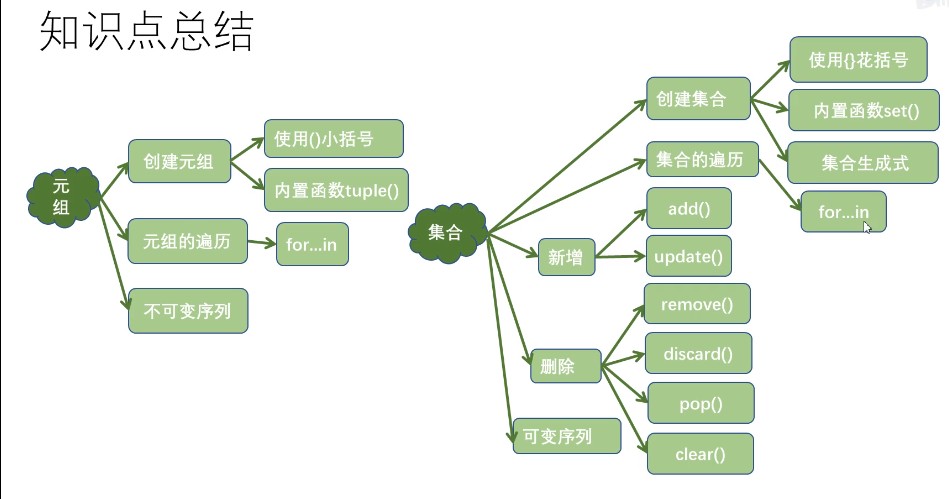 知识点总结
元
组
创建元组
使用()小括号
内置函数tuple()
元组的遍历
for...in
不可变序列
集合
创建集合
使用{}花括号
内置函数set()
集合生成式
集合的遍历
for...in
新增
add()
update()
删除
remove()
discard()
pop()
clear()
可变序列